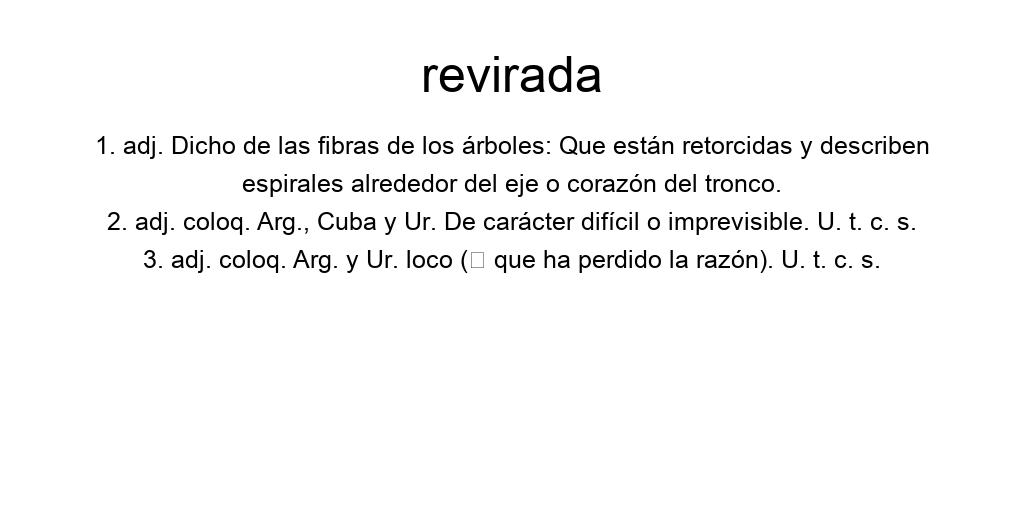 revirada
1. adj. Dicho de las fibras de los árboles: Que están retorcidas y describen
espirales alrededor del eje o corazón del tronco.
2. adj. coloq. Arg., Cuba y Ur. De carácter difícil o imprevisible. U. t. c. s.
3. adj. coloq. Arg. y Ur. loco (□ que ha perdido la razón). U. t. c. s.